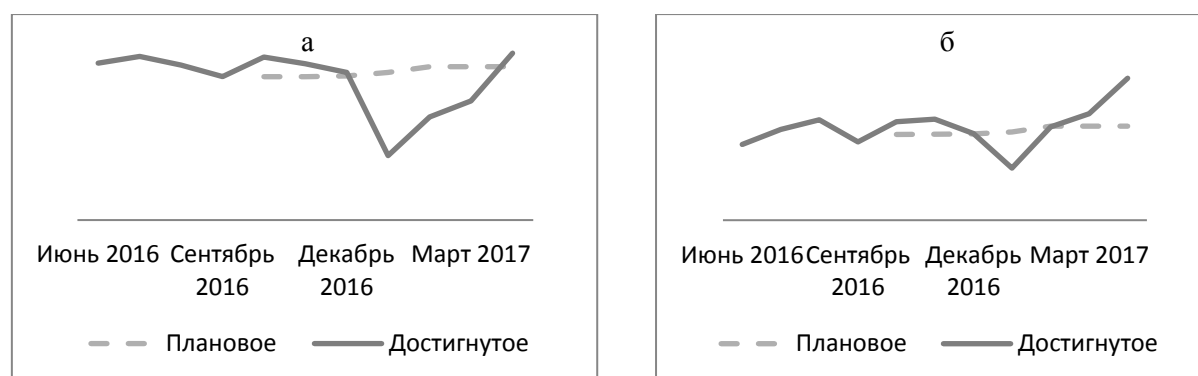 а
Июнь 2016 Сентябрь 2016 Декабрь 2016 Март 2017
Плановое Достигнутое
б
Июнь 2016 Сентябрь 2016 Декабрь 2016 Март 2017
Плановое Достигнутое